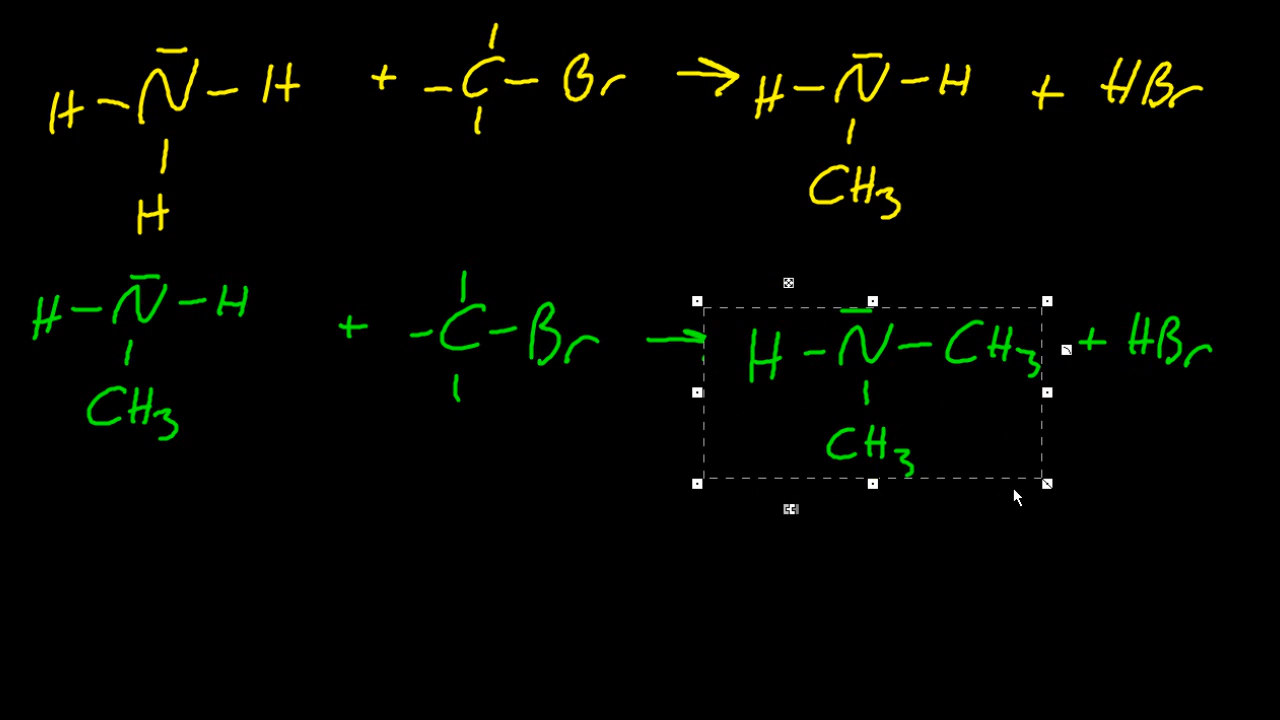 H – N̅ – H + – C – Br → H – N̅ – H + HBr
H
CH3
H – N̅ – H + – C – Br → H – N̅ – CH3 + HBr
CH3
CH3